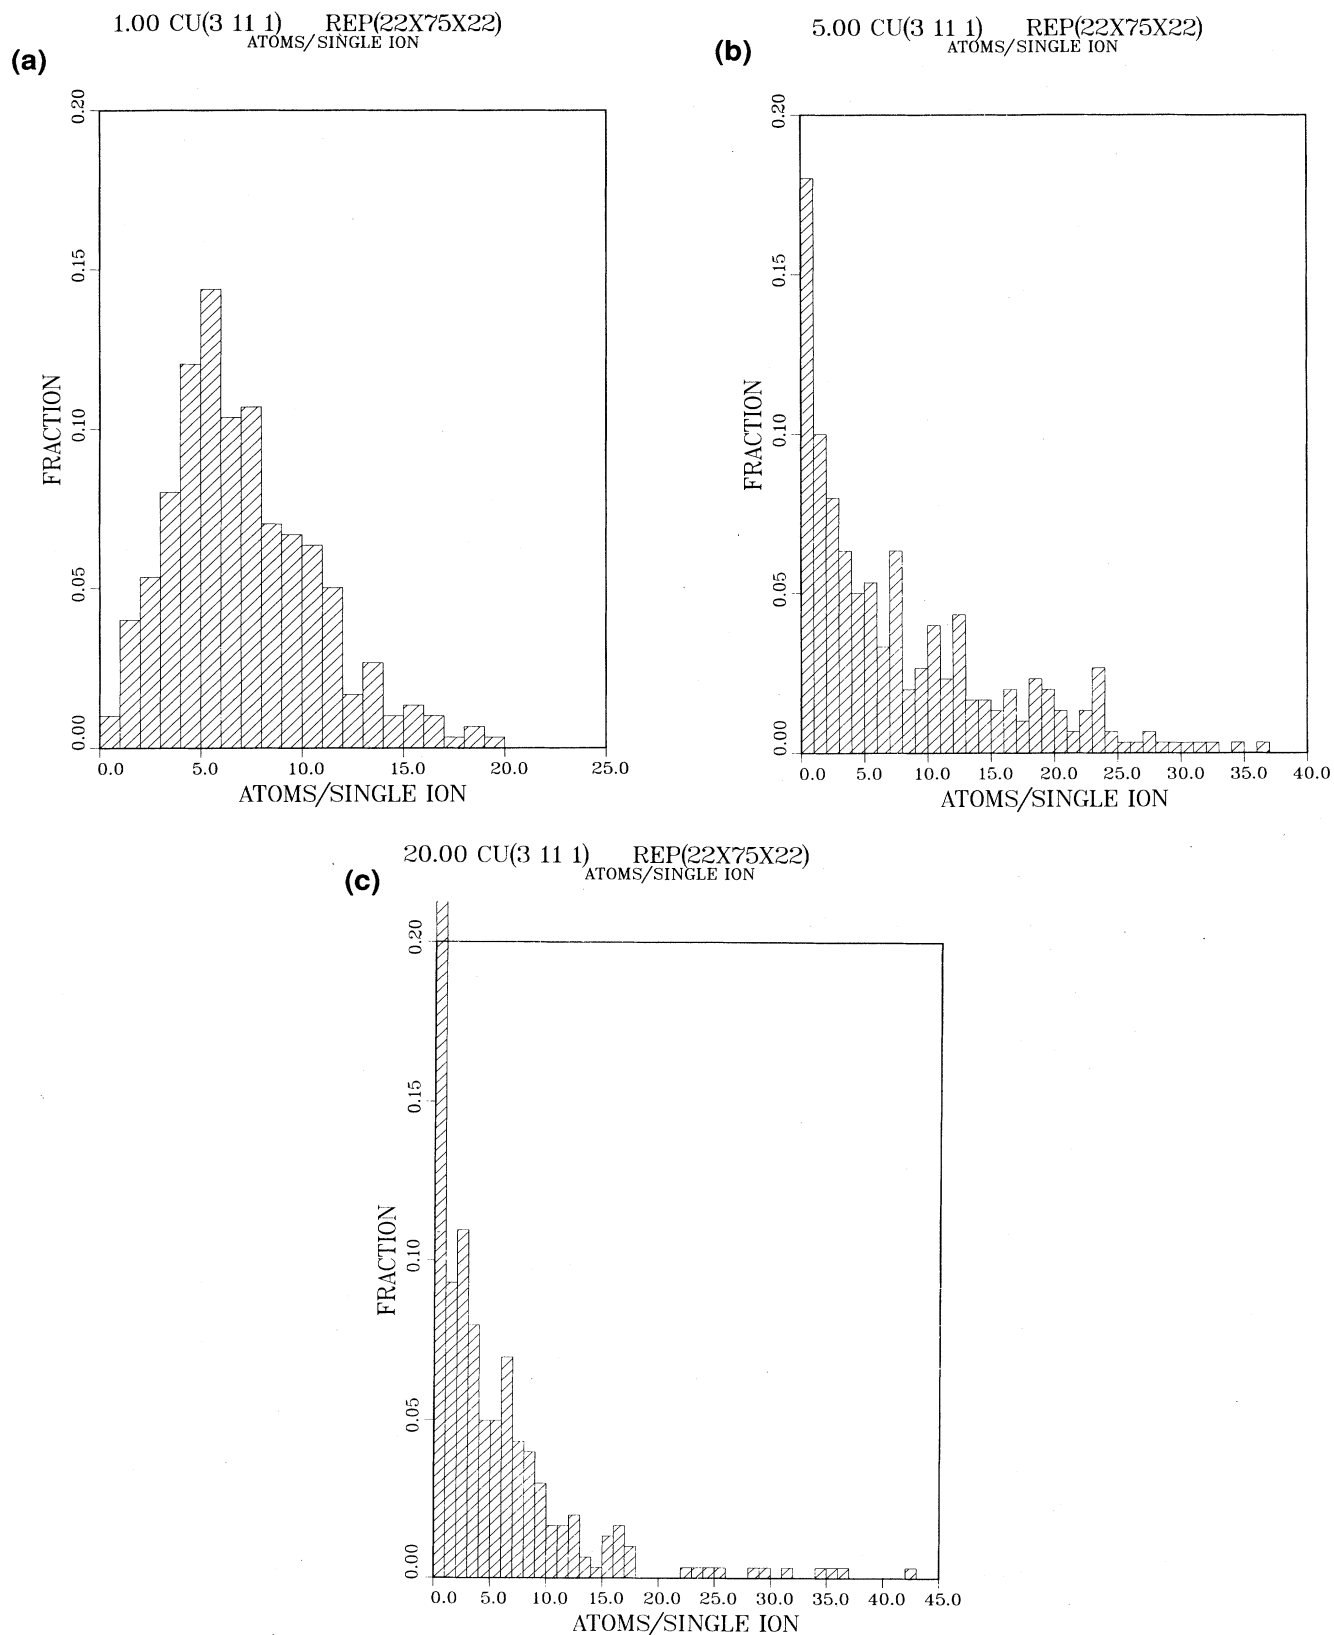 1.00 CU(3 11 1) REP(22X75X22)
ATOMS/SINGLE ION
(a)
0.20
0.15
0.10
0.05
0.00
FRACTION
0.0 5.0 10.0 15.0 20.0 25.0
ATOMS/SINGLE ION
5.00 CU(3 11 1) REP(22X75X22)
ATOMS/SINGLE ION
(b)
0.20
0.15
0.10
0.05
0.00
FRACTION
0.0 5.0 10.0 15.0 20.0 25.0 30.0 35.0 40.0
ATOMS/SINGLE ION
20.00 CU(3 11 1) REP(22X75X22)
ATOMS/SINGLE ION
(c)
0.20
0.15
0.10
0.05
0.00
FRACTION
0.0 5.0 10.0 15.0 20.0 25.0 30.0 35.0 40.0 45.0
ATOMS/SINGLE ION